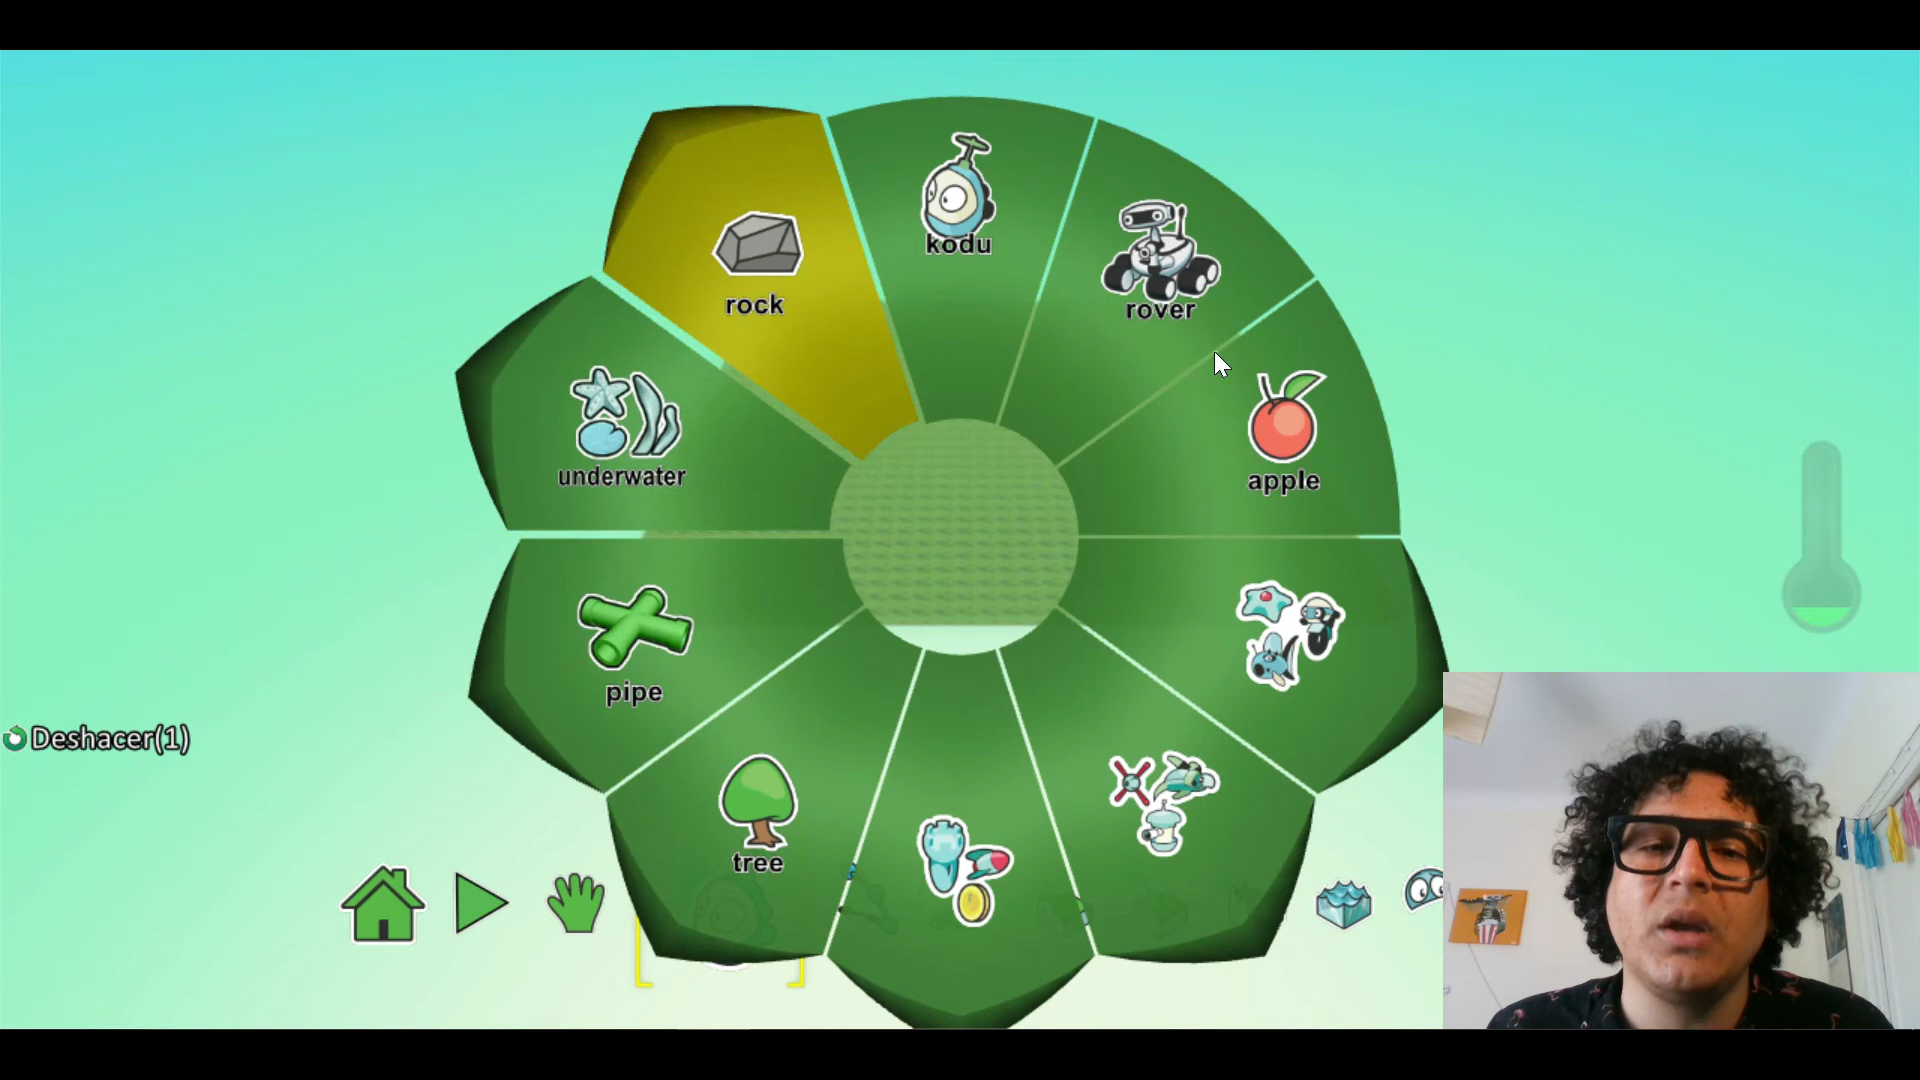 kodu
rock
rover
underwater
apple
pipe
Deshacer(1)
tree